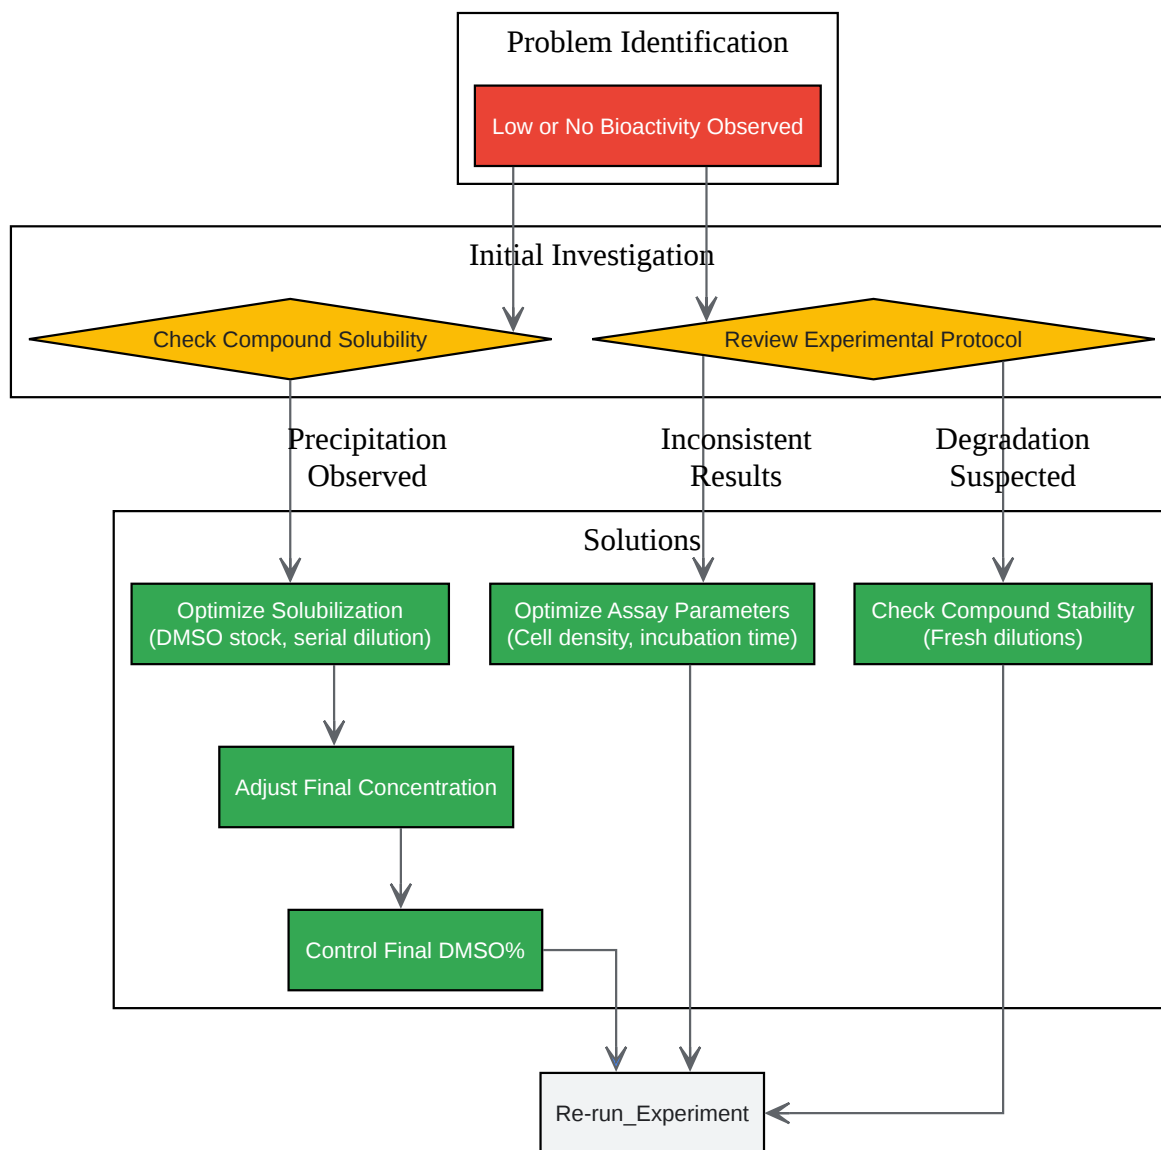 Problem Identification
Low or No Bioactivity Observed
Initial Investigation
Check Compound Solubility
Review Experimental Protocol
Precipitation
Observed
Inconsistent
Results
Degradation
Suspected
Solutions
Optimize Solubilization
(DMSO stock, serial dilution)
Optimize Assay Parameters
(Cell density, incubation time)
Check Compound Stability
(Fresh dilutions)
Adjust Final Concentration
Control Final DMSO%
Re-run_Experiment